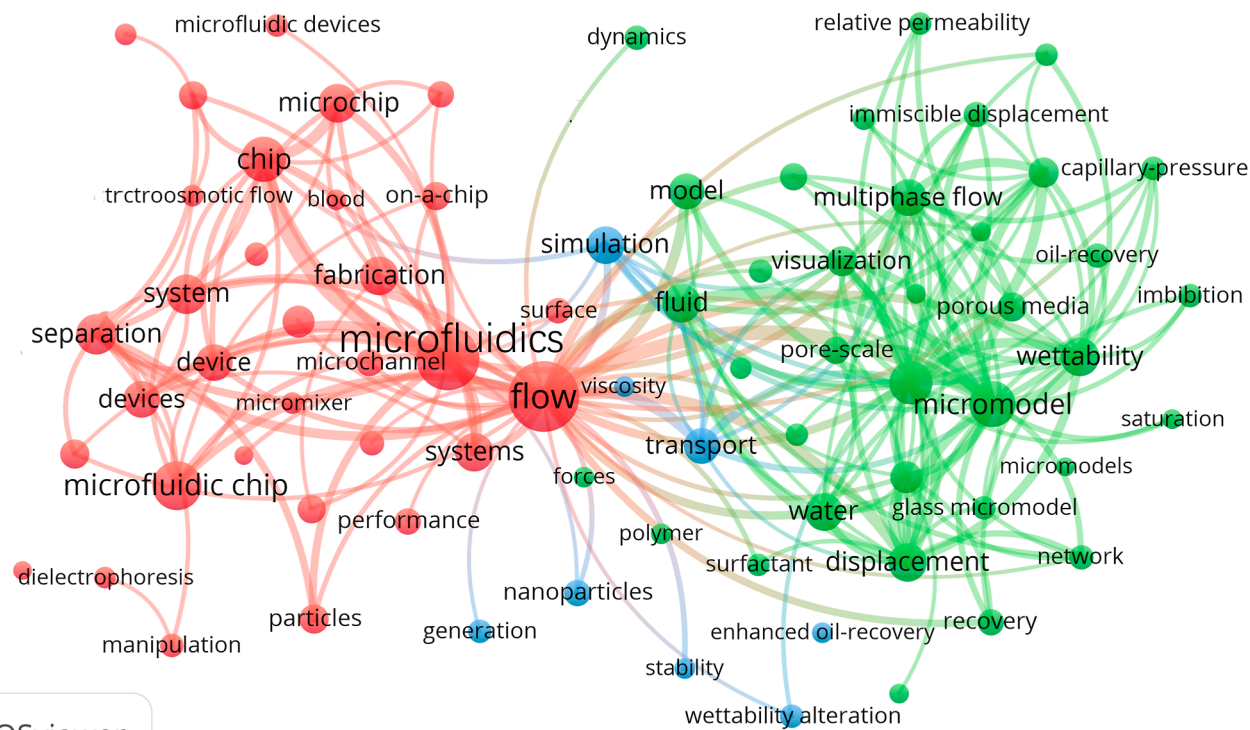 microfluidic devices
dynamics
relative permeability
microchip
immiscible displacement
chip
capillary-pressure
trctroosmotic flow
blood
on-a-chip
model
multiphase flow
simulation
oil-recovery
visualization
fabrication
system
imbibition
fluid
porous media
surface
separation
microfluidics
pore-scale
wettability
device
microchannel
viscosity
flow
devices
micromixer
micromodel
saturation
transport
systems
micromodels
forces
microfluidic chip
glass micromodel
water
performance
polymer
network
displacement
surfactant
dielectrophoresis
nanoparticles
particles
recovery
generation
enhanced oil-recovery
manipulation
stability
wettability alteration